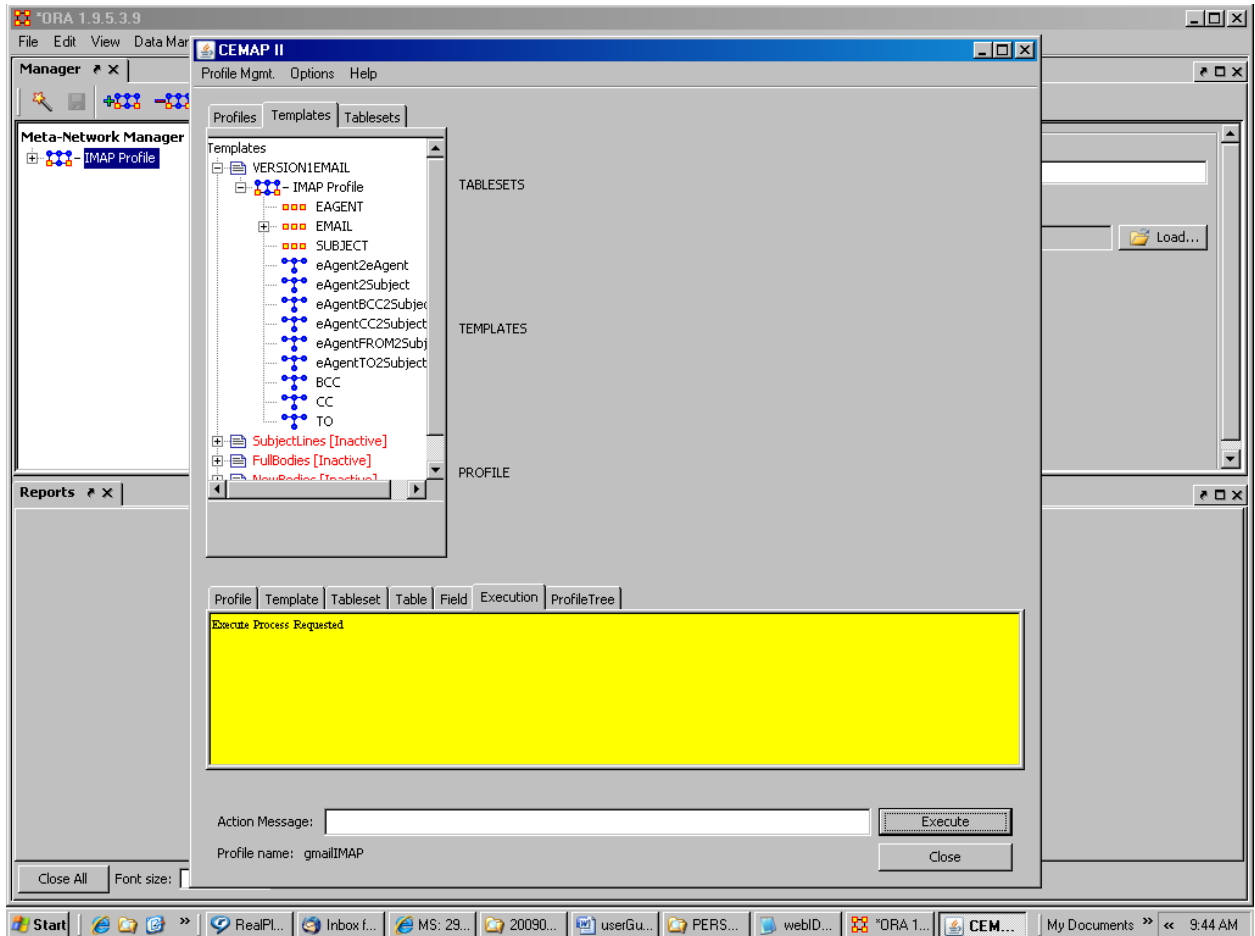 *ORA 1.9.5.3.9
File Edit View Data Mar
CEMAP II
Manager
Profile Mgmt. Options Help
Profiles Templates Tablesets
Meta-Network Manager
IMAP Profile
Templates
VERSION1EMAIL
IMAP Profile
EAGENT
EMAIL
SUBJECT
eAgent2eAgent
eAgent2Subject
eAgentBCC2Subjec
eAgentCC2Subject
eAgentFROM2Subj
eAgentTO2Subject
BCC
CC
TO
SubjectLines [Inactive]
FullBodies [Inactive]
NewBodies [Inactive]
TABLESETS
TEMPLATES
PROFILE
Load...
Reports
Profile Template Tableset Table Field Execution ProfileTree
Execute Process Requested
Action Message:
Execute
Profile name: gmailIMAP
Close
Close All Font size:
Start » RealPl... Inbox f... MS: 29... 20090... userGu... PERS... webID... *ORA 1... CEM... My Documents » « 9:44 AM